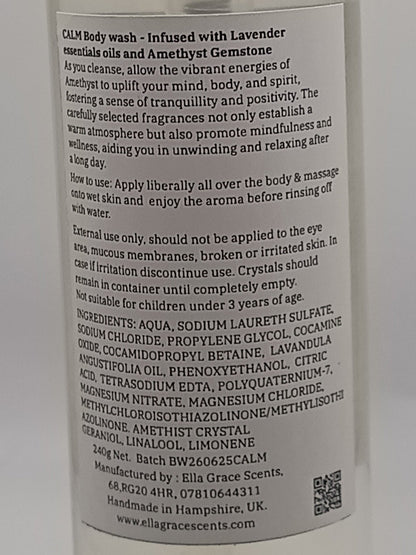 CALM Body wash - Infused with Lavender
essentials oils and Amethyst Gemstone
As you cleanse, allow the vibrant energies of
Amethyst to uplift your mind, body, and spirit,
fostering a sense of tranquillity and positivity. The
carefully selected fragrances not only establish a
warm atmosphere but also promote mindfulness and
wellness, aiding you in unwinding and relaxing after
a long day.
How to use: Apply liberally all over the body & massage
onto wet skin and enjoy the aroma before rinsing off
with water.
External use only, should not be applied to the eye
area, mucous membranes, broken or irritated skin. In
case if irritation discontinue use. Crystals should
remain in container until completely empty.
Not suitable for children under 3 years of age.
INGREDIENTS: AQUA, SODIUM LAURETH SULFATE,
SODIUM CHLORIDE, PROPYLENE GLYCOL, COCAMINE
OXIDE, COCAMIDOPROPYL BETAINE, LAVANDULA
ANGUSTIFOLIA OIL, PHENOXYETHANOL, CITRIC
ACID, TETRASODIUM EDTA, POLYQUATERNIUM-7,
MAGNESIUM NITRATE, MAGNESIUM CHLORIDE,
METHYLCHLOROISOTHIAZOLINONE/METHYLISOTHI
AZOLINONE. AMETHIST CRYSTAL
GERANIOL, LINALOOL, LIMONENE
240g Net. Batch BW260625CALM
Manufactured by : Ella Grace Scents,
68,RG20 4HR, 07810644311
Handmade in Hampshire, UK.
www.ellagracescents.com